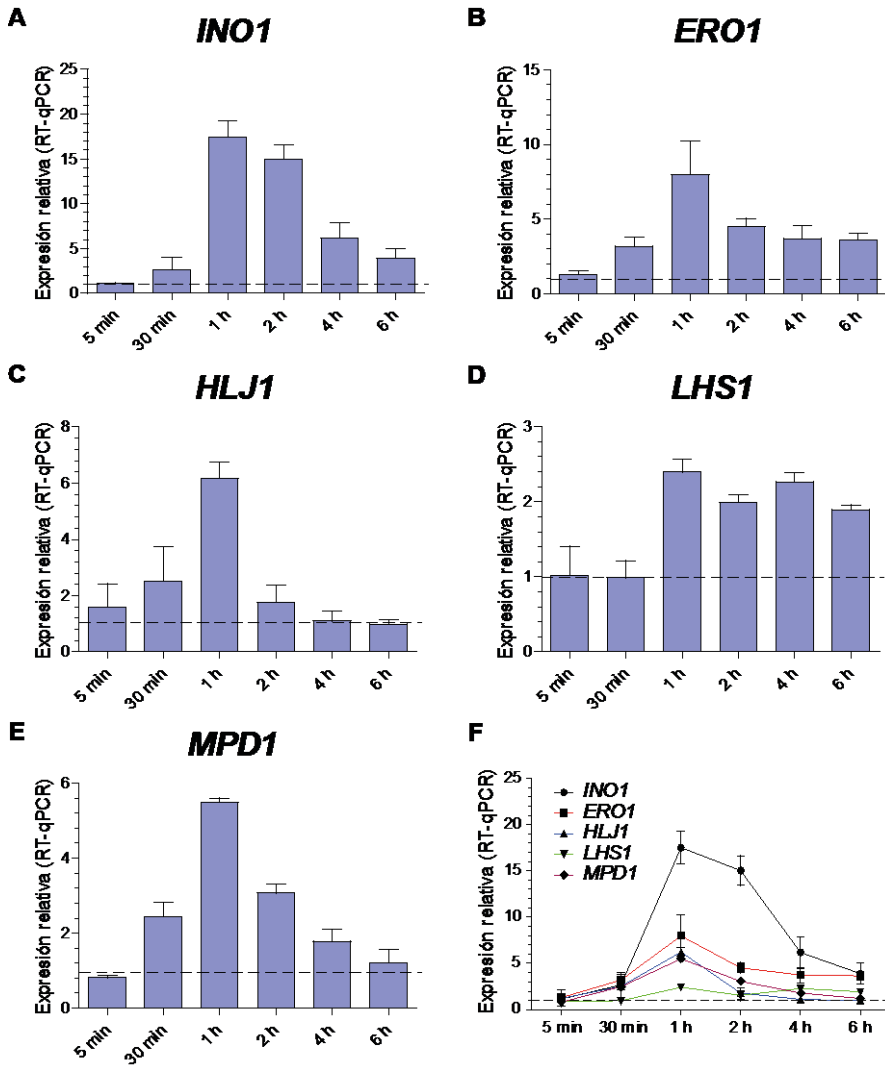 A
INO1
Expresión relativa (RT-qPCR)
25
20
15
10
5
0
5 min
30 min
1 h
2 h
4 h
6 h
B
ERO1
Expresión relativa (RT-qPCR)
15
10
5
0
5 min
30 min
1 h
2 h
4 h
6 h
C
HLJ1
Expresión relativa (RT-qPCR)
8
6
4
2
0
5 min
30 min
1 h
2 h
4 h
6 h
D
LHS1
Expresión relativa (RT-qPCR)
3
2
1
0
5 min
30 min
1 h
2 h
4 h
6 h
E
MPD1
Expresión relativa (RT-qPCR)
6
4
2
0
5 min
30 min
1 h
2 h
4 h
6 h
F
Expresión relativa (RT-qPCR)
25
20
15
10
5
0
INO1
ERO1
HLJ1
LHS1
MPD1
5 min
30 min
1 h
2 h
4 h
6 h